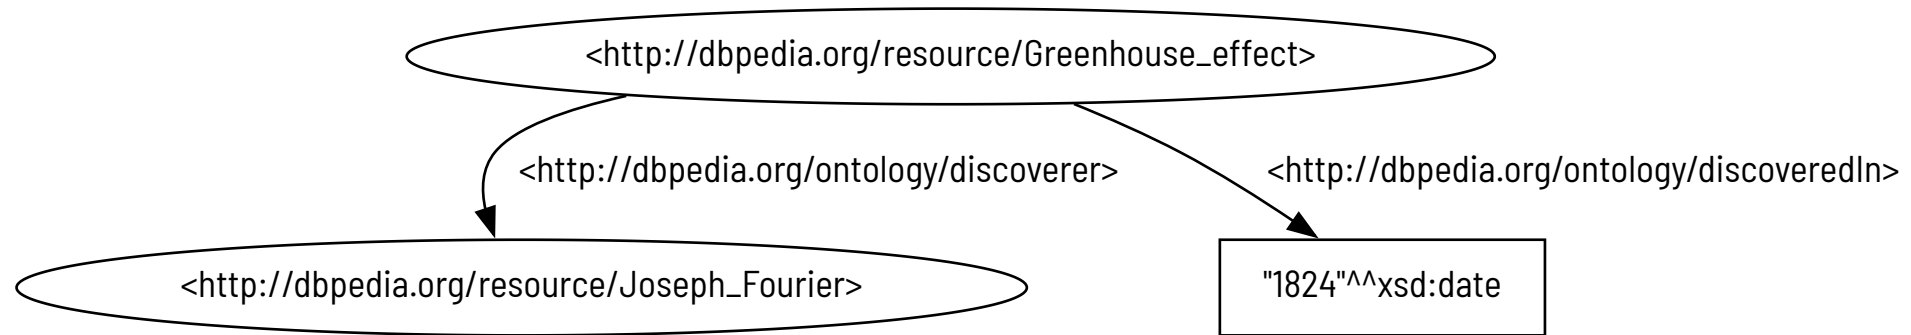 <http://dbpedia.org/resource/Greenhouse_effect>
<http://dbpedia.org/ontology/discoverer>
<http://dbpedia.org/ontology/discoveredIn>
<http://dbpedia.org/resource/Joseph_Fourier>
"1824"^^xsd:date